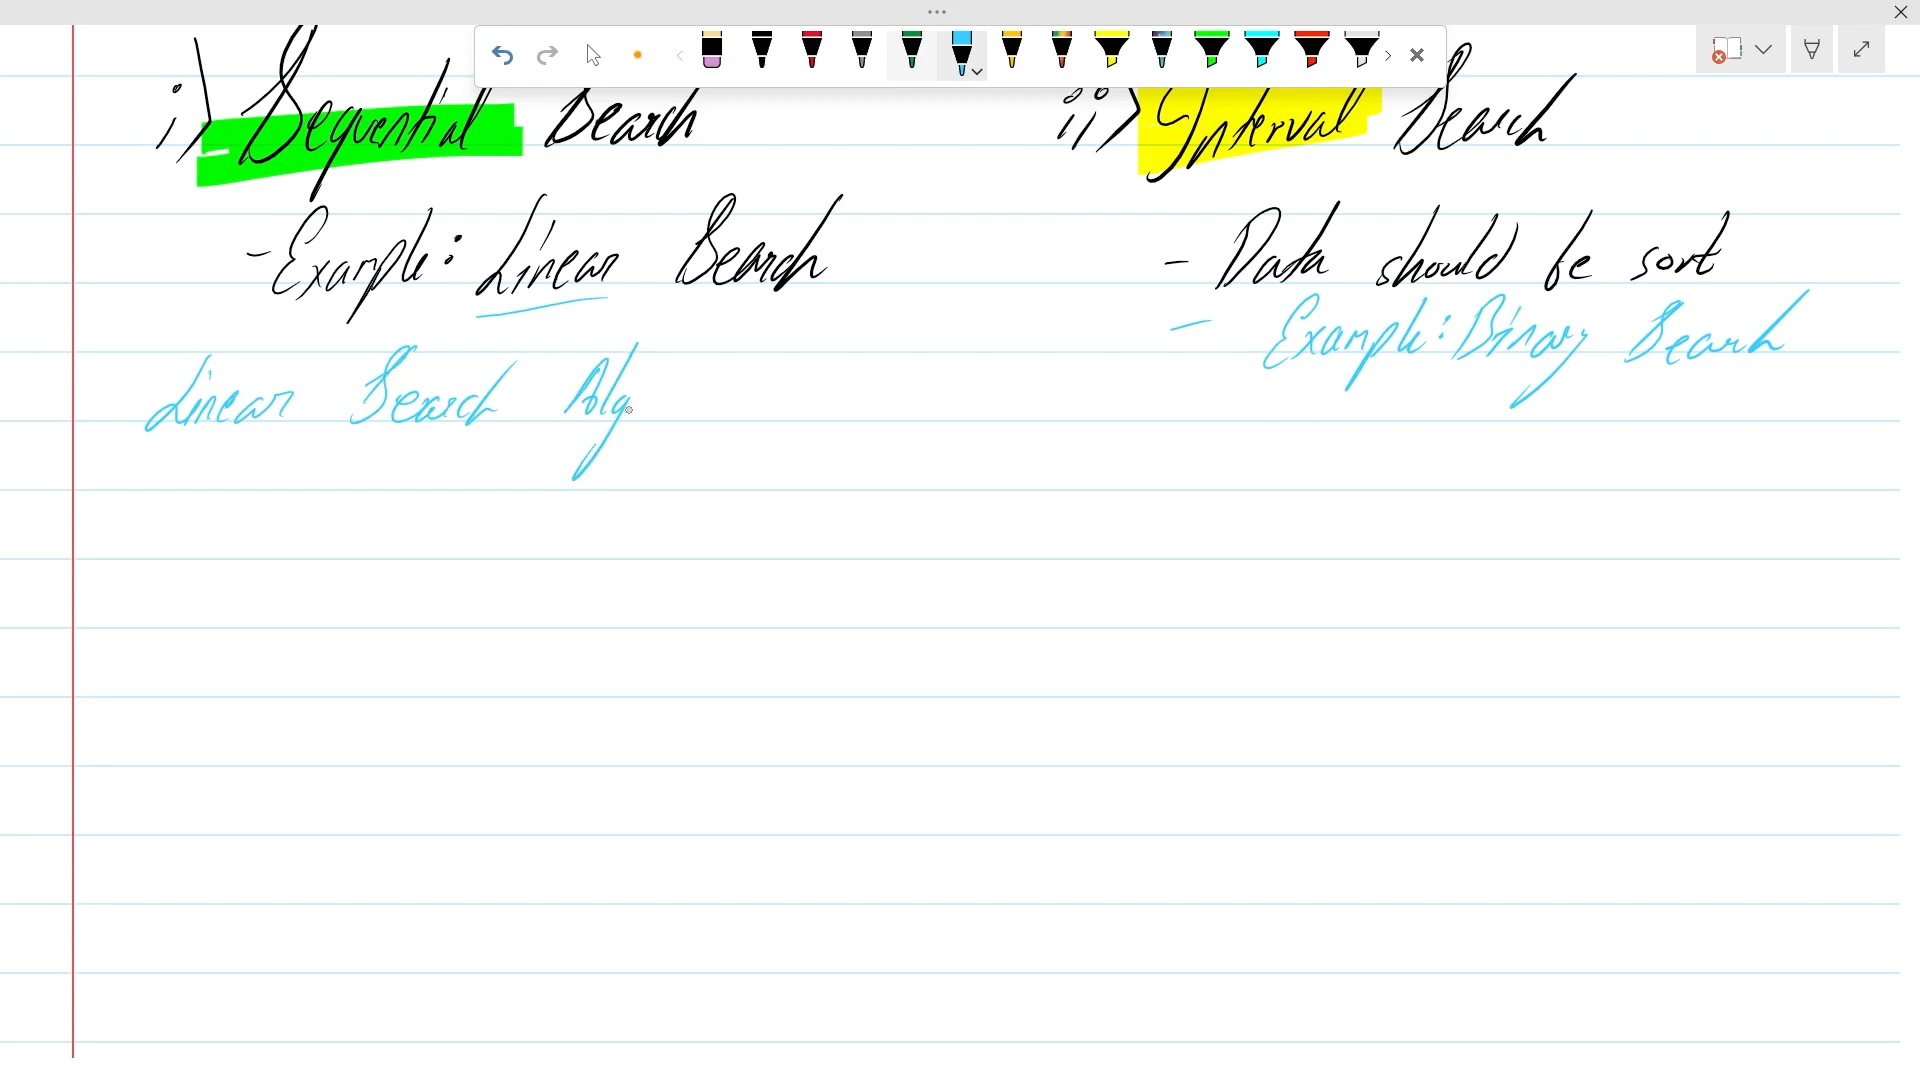 i) Sequential Search
ii) Interval Search
- Example: Linear Search
- Data should be sort
- Example: Binary Search
Linear Search Alg